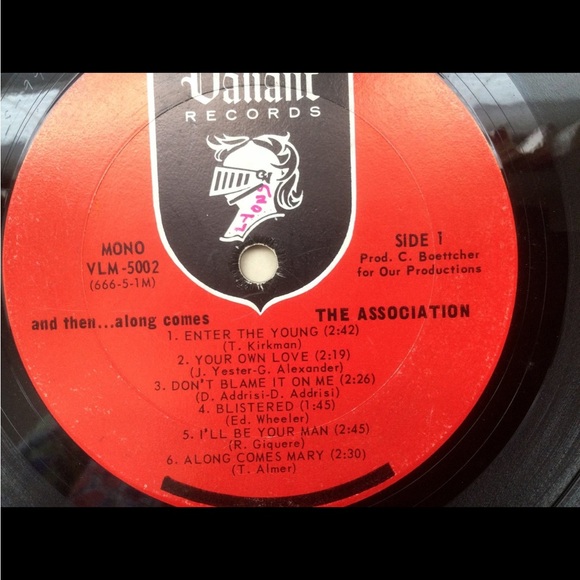 Valiant
RECORDS
MONO
VLM-5002
(666-5-1M)
SIDE 1
Prod. C. Boettcher
for Our Productions
and then...along comes THE ASSOCIATION
1. ENTER THE YOUNG (2:42)
(T. Kirkman)
2. YOUR OWN LOVE (2:19)
(J. Yester-G. Alexander)
3. DON'T BLAME IT ON ME (2:26)
(D. Addrisi-D. Addrisi)
4. BLISTERED (1:45)
(Ed. Wheeler)
5. I'LL BE YOUR MAN (2:45)
(R. Giquere)
6. ALONG COMES MARY (2:30)
(T. Almer)